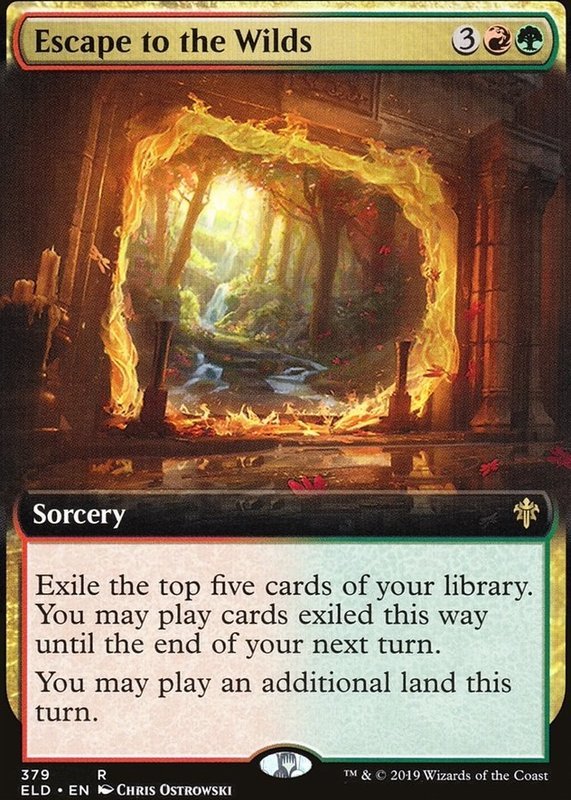 Escape to the Wilds 3
Sorcery
Exile the top five cards of your library.
You may play cards exiled this way
until the end of your next turn.
You may play an additional land this
turn.
379 R
ELD • EN Chris Ostrowski
™ & © 2019 Wizards of the Coast